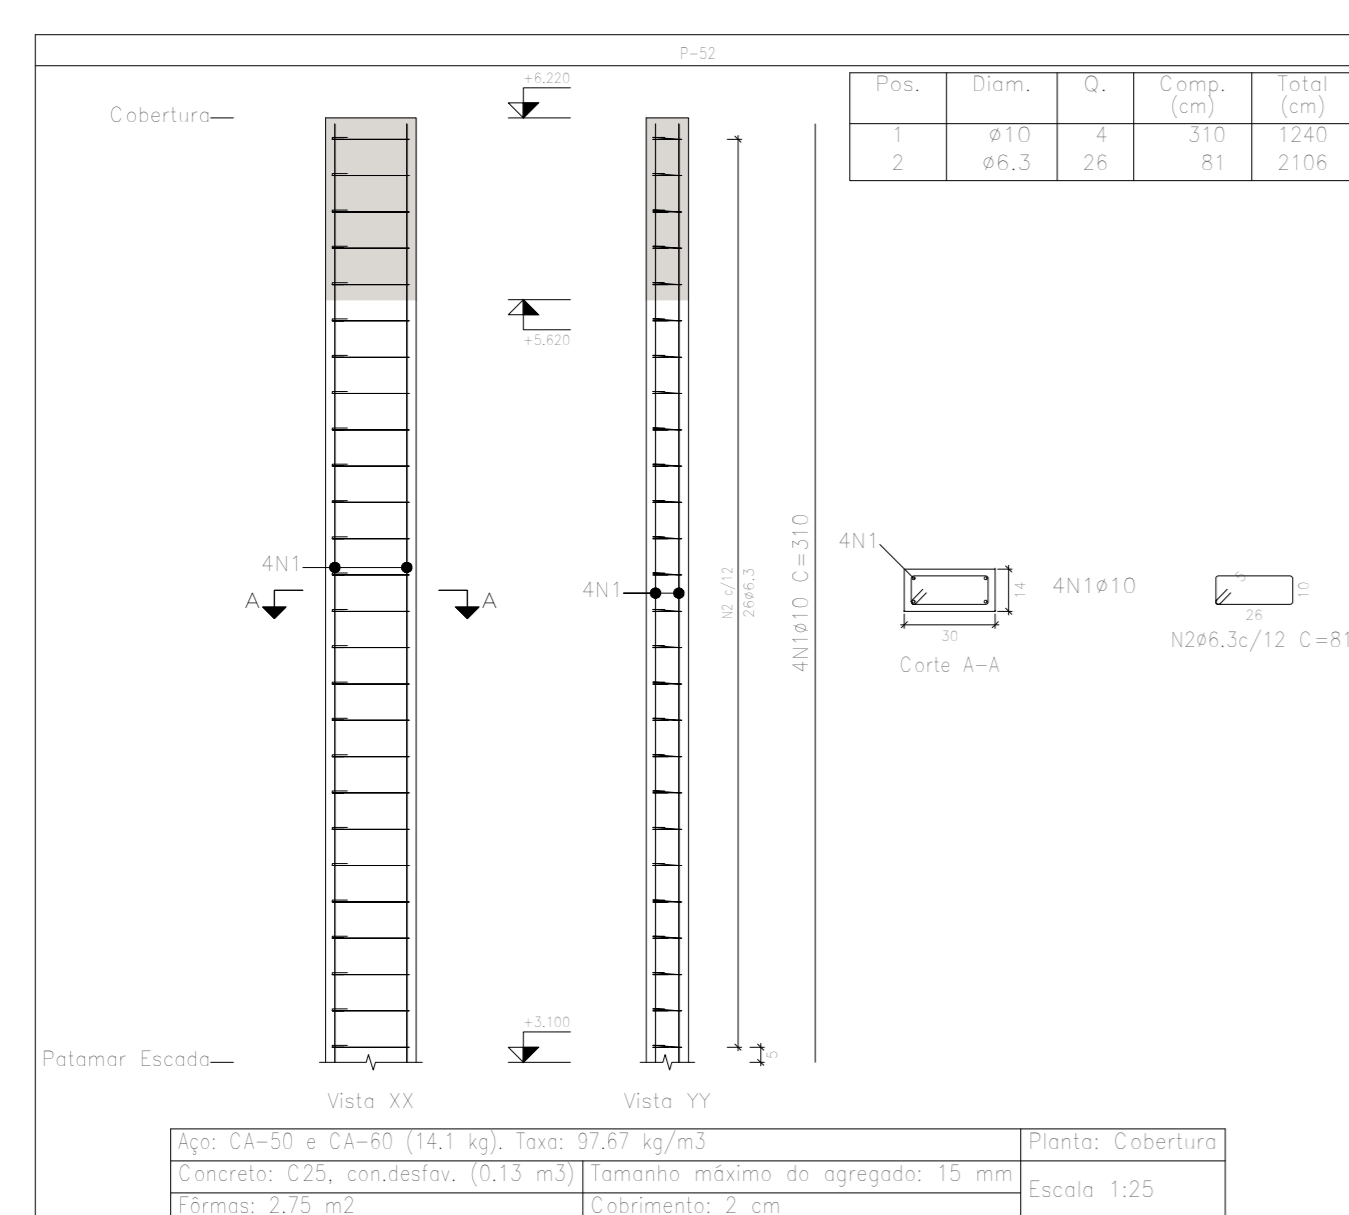 P-52
Pos. Diam. Q. Comp. (cm) Total (cm)
1 ø10 4 310 1240
2 ø6.3 26 81 2106
+6.220
Cobertura
+5.620
4N1
A A
4N1
N2 c/12
26ø6.3
4N1ø10 C=310
4N1
14
30
Corte A-A
4N1ø10
5
10
26
N2ø6.3c/12 C=81
+3.100
5
Patamar Escada
Vista XX
Vista YY
Aço: CA-50 e CA-60 (14.1 kg). Taxa: 97.67 kg/m3
Planta: Cobertura
Concreto: C25, con.desfav. (0.13 m3)
Tamanho máximo do agregado: 15 mm
Escala 1:25
Fôrmas: 2.75 m2
Cobrimento: 2 cm